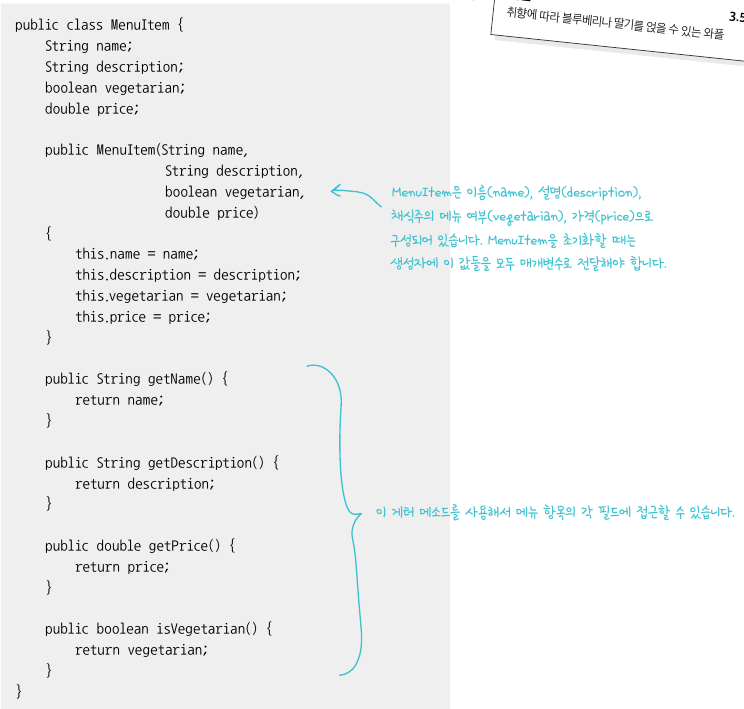 3.5
취향에 따라 블루베리나 딸기를 얹을 수 있는 와플
public class MenuItem {
String name;
String description;
boolean vegetarian;
double price;
public MenuItem(String name,
String description,
boolean vegetarian,
double price)
{
this.name = name;
this.description = description;
this.vegetarian = vegetarian;
this.price = price;
}
MenuItem은 이름(name), 설명(description),
채식주의 메뉴 여부(vegetarian), 가격(price)으로
구성되어 있습니다. MenuItem을 초기화할 때는
생성자에 이 값들을 모두 매개변수로 전달해야 합니다.
public String getName() {
return name;
}
public String getDescription() {
return description;
}
public double getPrice() {
return price;
}
public boolean isVegetarian() {
return vegetarian;
}
}
이 게터 메소드를 사용해서 메뉴 항목의 각 필드에 접근할 수 있습니다.